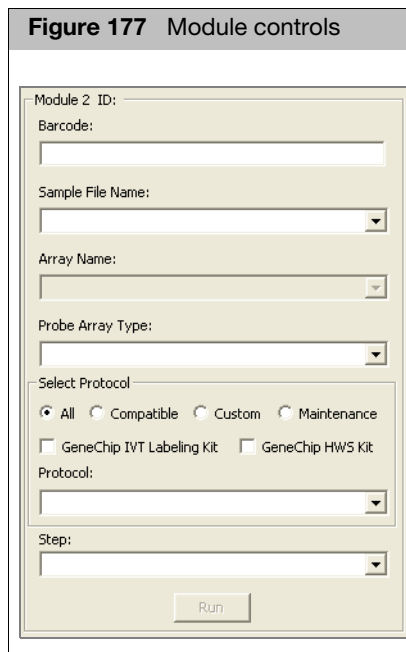 Figure 177 Module controls
Module 2 ID:
Barcode:
Sample File Name:
Array Name:
Probe Array Type:
Select Protocol
All Compatible Custom Maintenance
GeneChip IVT Labeling Kit GeneChip HWS Kit
Protocol:
Step:
Run